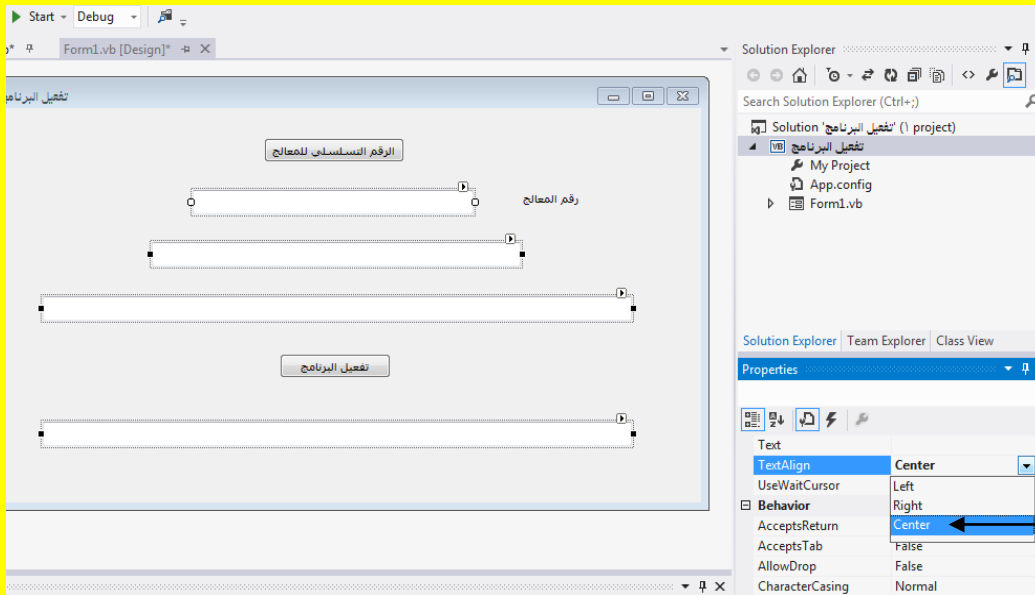 Start
Debug
Form1.vb [Design]*
تفعيل البرنامج
الرقم التسلسلي للمعالج
رقم المعالج
تفعيل البرنامج
Solution Explorer
Search Solution Explorer (Ctrl+;)
Solution 'تفعيل البرنامج' (١ project)
تفعيل البرنامج
My Project
App.config
Form1.vb
Solution Explorer Team Explorer Class View
Properties
Text
TextAlign Center
UseWaitCursor Left
Behavior Right
AcceptsReturn Center
AcceptsTab False
AllowDrop False
CharacterCasing Normal